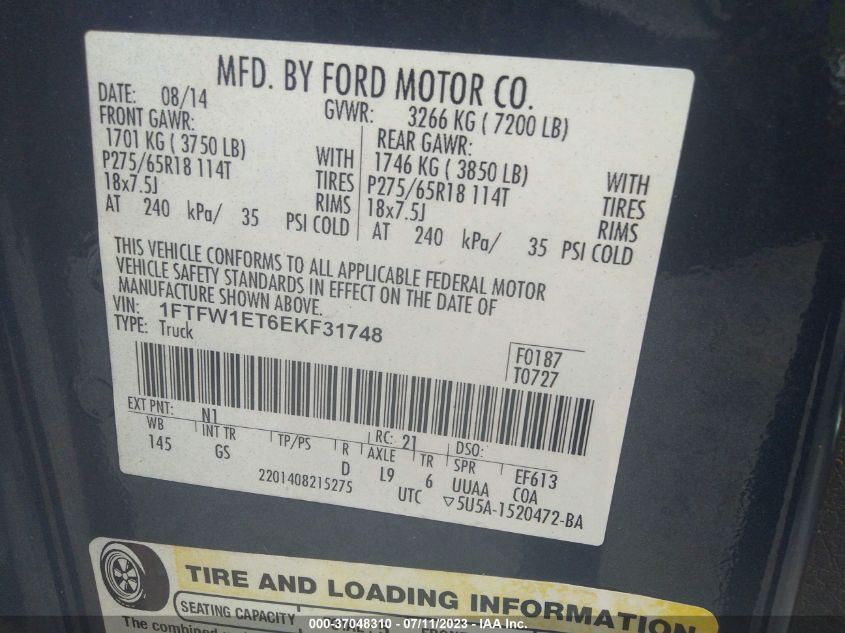 MFD. BY FORD MOTOR CO.
DATE: 08/14 GVWR: 3266 KG ( 7200 LB)
FRONT GAWR: REAR GAWR:
1701 KG ( 3750 LB) WITH 1746 KG ( 3850 LB) WITH
P275/65R18 114T TIRES P275/65R18 114T TIRES
18x7.5J RIMS 18x7.5J RIMS
AT 240 kPa/ 35 PSI COLD AT 240 kPa/ 35 PSI COLD
THIS VEHICLE CONFORMS TO ALL APPLICABLE FEDERAL MOTOR
VEHICLE SAFETY STANDARDS IN EFFECT ON THE DATE OF
MANUFACTURE SHOWN ABOVE.
VIN: 1FTFW1ET6EKF31748
TYPE: Truck
F0187
T0727
EXT PNT: N1 RC: 21 DSO:
WB INT TR TP/PS R AXLE TR SPR EF613
145 GS D L9 6 UUAA COA
2201408215275 UTC ▽5U5A-1520472-BA
TIRE AND LOADING INFORMATION
SEATING CAPACITY
The combined
000-37048310 - 07/11/2023 - IAA Inc.